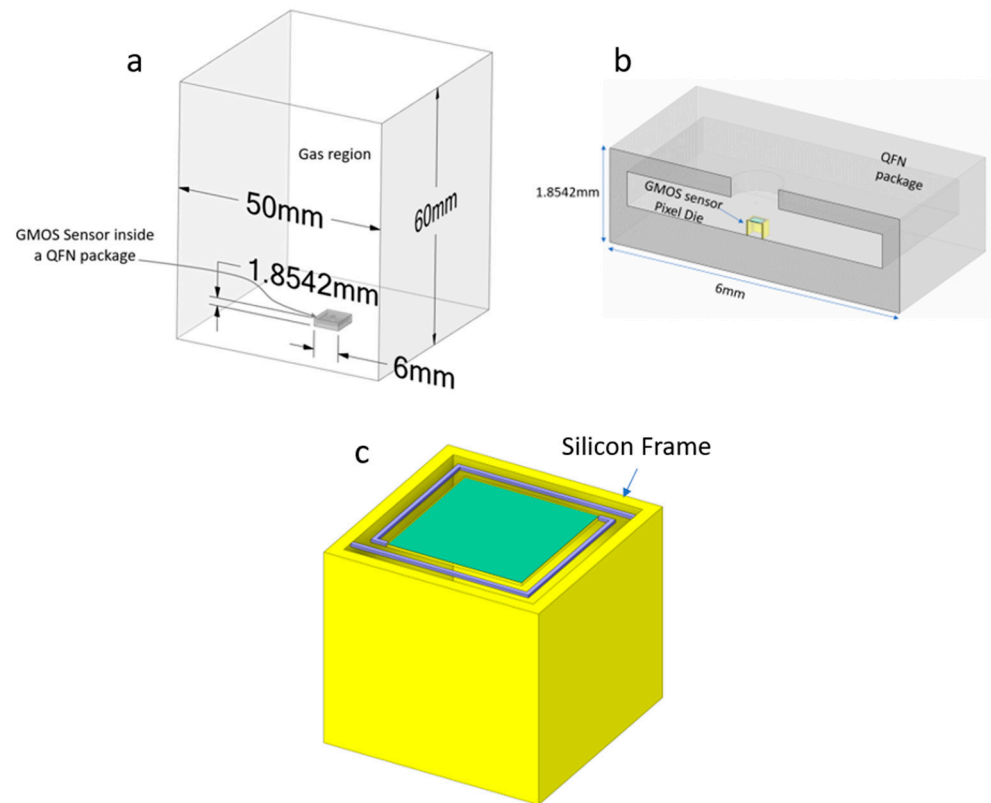 a
Gas region
50mm
60mm
GMOS Sensor inside
a QFN package
1.8542mm
6mm
b
QFN
package
1.8542mm
GMOS sensor
Pixel Die
6mm
c
Silicon Frame